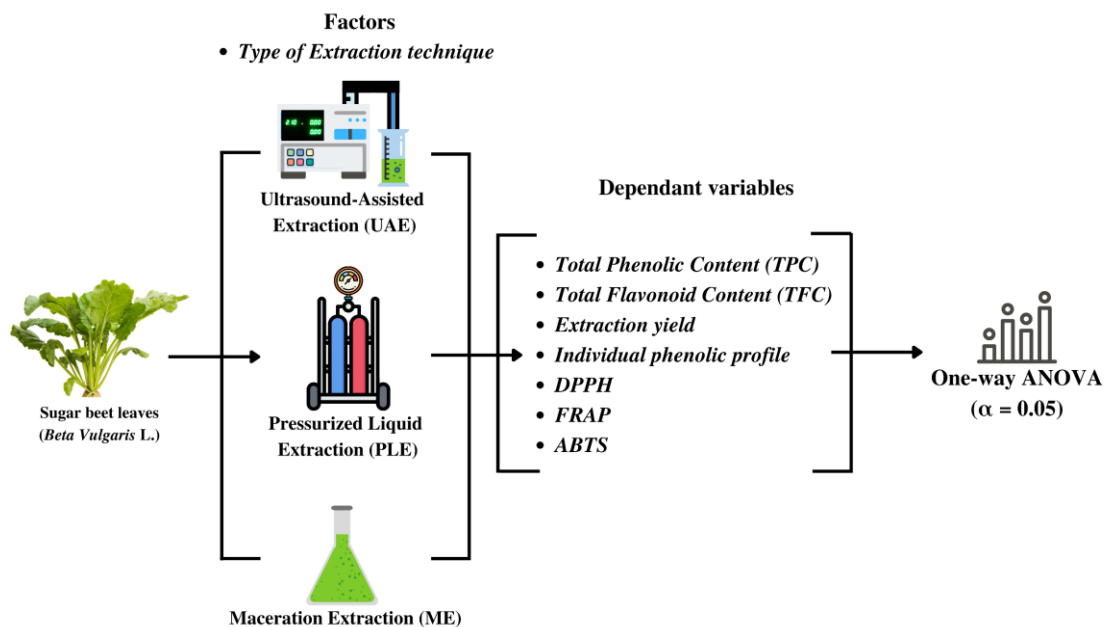 Factors
• Type of Extraction technique
Ultrasound-Assisted
Extraction (UAE)
Dependant variables
• Total Phenolic Content (TPC)
• Total Flavonoid Content (TFC)
• Extraction yield
• Individual phenolic profile
• DPPH
• FRAP
• ABTS
Sugar beet leaves
(Beta Vulgaris L.)
Pressurized Liquid
Extraction (PLE)
One-way ANOVA
(α = 0.05)
Maceration Extraction (ME)